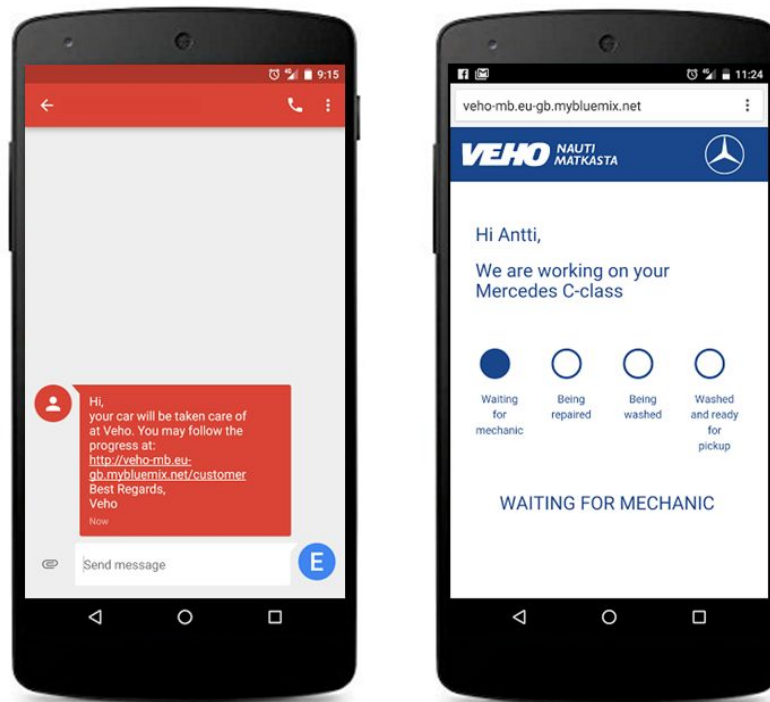 9:15
Hi,
your car will be taken care of
at Veho. You may follow the
progress at:
http://veho-mb.eu-
gb.mybluemix.net/customer
Best Regards,
Veho
Now
Send message
E
11:24
veho-mb.eu-gb.mybluemix.net
VEHO NAUTI
MATKASTA
Hi Antti,
We are working on your
Mercedes C-class
Waiting
for
mechanic
Being
repaired
Being
washed
Washed
and ready
for
pickup
WAITING FOR MECHANIC